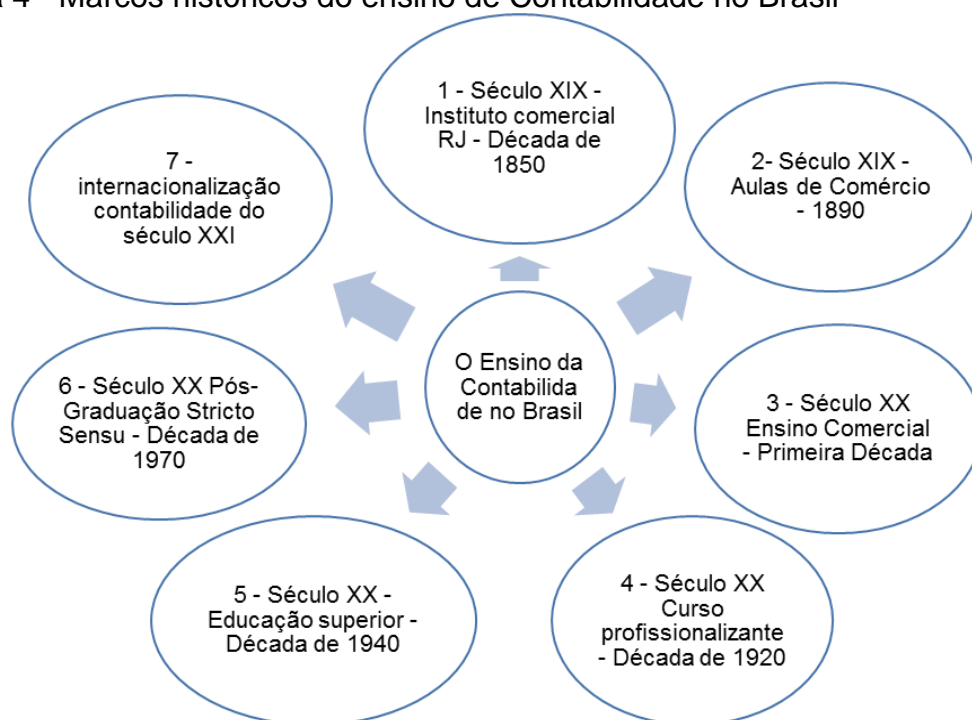 a 4 - Marcos históricos do ensino de Contabilidade no Brasil
1 - Século XIX -
Instituto comercial
RJ - Década de
1850
2- Século XIX -
Aulas de Comércio
- 1890
3 - Século XX
Ensino Comercial
- Primeira Década
4 - Século XX
Curso
profissionalizante
- Década de 1920
5 - Século XX -
Educação superior -
Década de 1940
6 - Século XX Pós-
Graduação Stricto
Sensu - Década de
1970
7 -
internacionalização
contabilidade do
século XXI
O Ensino da
Contabilida
de no Brasil